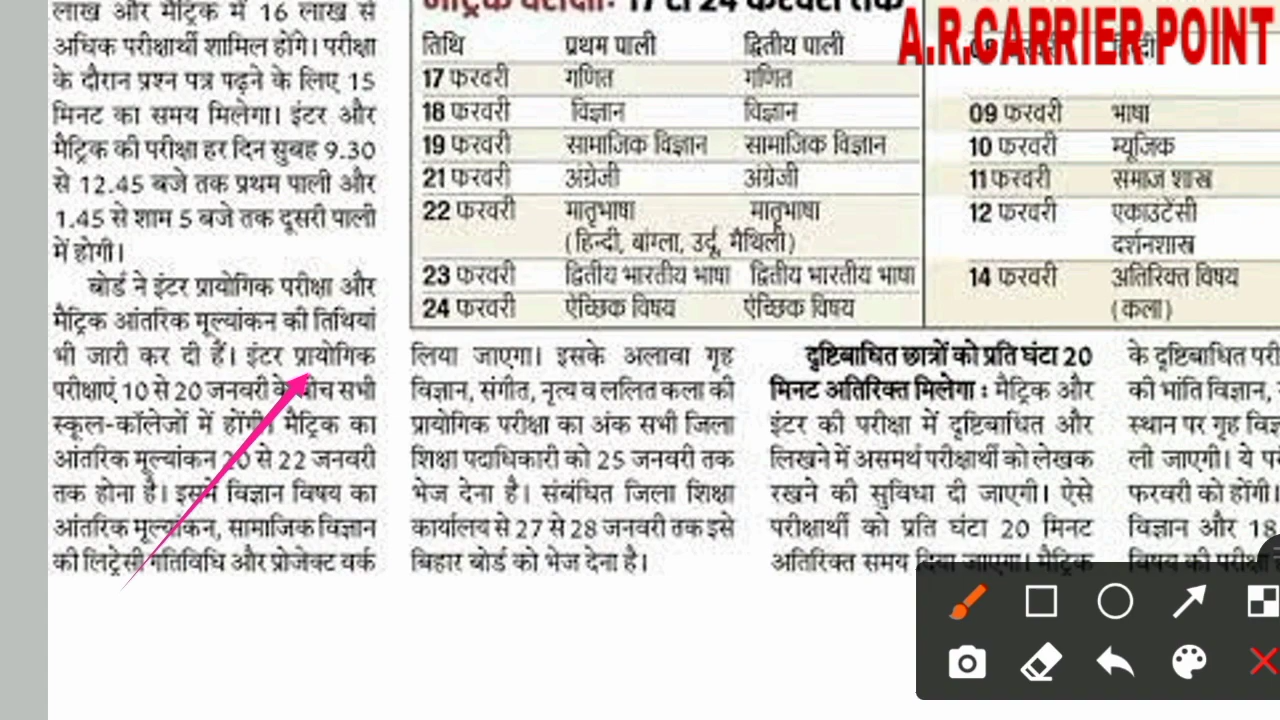 लाख और मैट्रिक में 16 लाख से
अधिक परीक्षार्थी शामिल होंगे। परीक्षा
के दौरान प्रश्न पत्र पढ़ने के लिए 15
मिनट का समय मिलेगा। इंटर और
मैट्रिक की परीक्षा हर दिन सुबह 9.30
से 12.45 बजे तक प्रथम पाली और
1.45 से शाम 5 बजे तक दूसरी पाली
में होगी।
बोर्ड ने इंटर प्रायोगिक परीक्षा और
मैट्रिक आंतरिक मूल्यांकन की तिथियां
भी जारी कर दी हैं। इंटर प्रायोगिक
परीक्षाएं 10 से 20 जनवरी के बीच सभी
स्कूल-कॉलेजों में होंगी। मैट्रिक का
आंतरिक मूल्यांकन 20 से 22 जनवरी
तक होना है। इसमें विज्ञान विषय का
आंतरिक मूल्यांकन, सामाजिक विज्ञान
की लिट्रेसी गतिविधि और प्रोजेक्ट वर्क
मैट्रिक परीक्षाः 17 से 24 फरवरी तक
तिथि प्रथम पाली द्वितीय पाली
17 फरवरी गणित गणित
18 फरवरी विज्ञान विज्ञान
19 फरवरी सामाजिक विज्ञान सामाजिक विज्ञान
21 फरवरी अंग्रेजी अंग्रेजी
22 फरवरी मातृभाषा मातृभाषा
(हिन्दी, बांग्ला, उर्दू, मैथिली)
23 फरवरी द्वितीय भारतीय भाषा द्वितीय भारतीय भाषा
24 फरवरी ऐच्छिक विषय ऐच्छिक विषय
A.R.CARRIER POINT
09 फरवरी भाषा
10 फरवरी म्यूजिक
11 फरवरी समाज शास्त्र
12 फरवरी एकाउटेंसी
दर्शनशास्त्र
14 फरवरी अतिरिक्त विषय
(कला)
लिया जाएगा। इसके अलावा गृह
विज्ञान, संगीत, नृत्य व ललित कला की
प्रायोगिक परीक्षा का अंक सभी जिला
शिक्षा पदाधिकारी को 25 जनवरी तक
भेज देना है। संबंधित जिला शिक्षा
कार्यालय से 27 से 28 जनवरी तक इसे
बिहार बोर्ड को भेज देना है।
दृष्टिबाधित छात्रों को प्रति घंटा 20
मिनट अतिरिक्त मिलेगा : मैट्रिक और
इंटर की परीक्षा में दृष्टिबाधित और
लिखने में असमर्थ परीक्षार्थी को लेखक
रखने की सुविधा दी जाएगी। ऐसे
परीक्षार्थी को प्रति घंटा 20 मिनट
अतिरिक्त समय दिया जाएगा। मैट्रिक
के दृष्टिबाधित
की भांति विज्ञान,
स्थान पर गृह
ली जाएगी। ये
फरवरी को होंगी।
विज्ञान और 18
विषय की परीक्षा